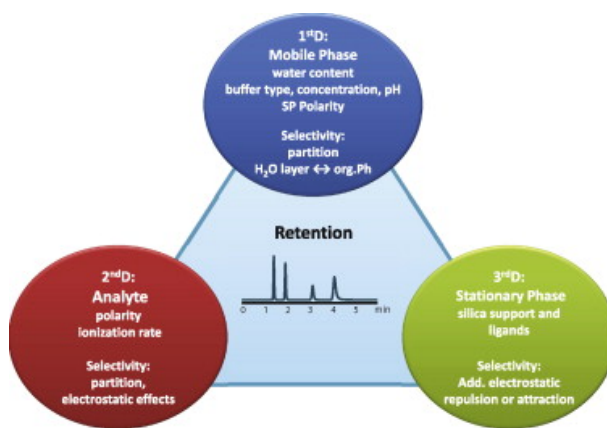 1stD:
Mobile Phase
water content
buffer type, concentration, pH
SP Polarity
Selectivity:
partition
H2O layer ↔ org.Ph
Retention
0 1 2 3 4 5 min
2ndD:
Analyte
polarity
ionization rate
Selectivity:
partition,
electrostatic effects
3rdD:
Stationary Phase
silica support and
ligands
Selectivity:
Add. electrostatic
repulsion or attraction